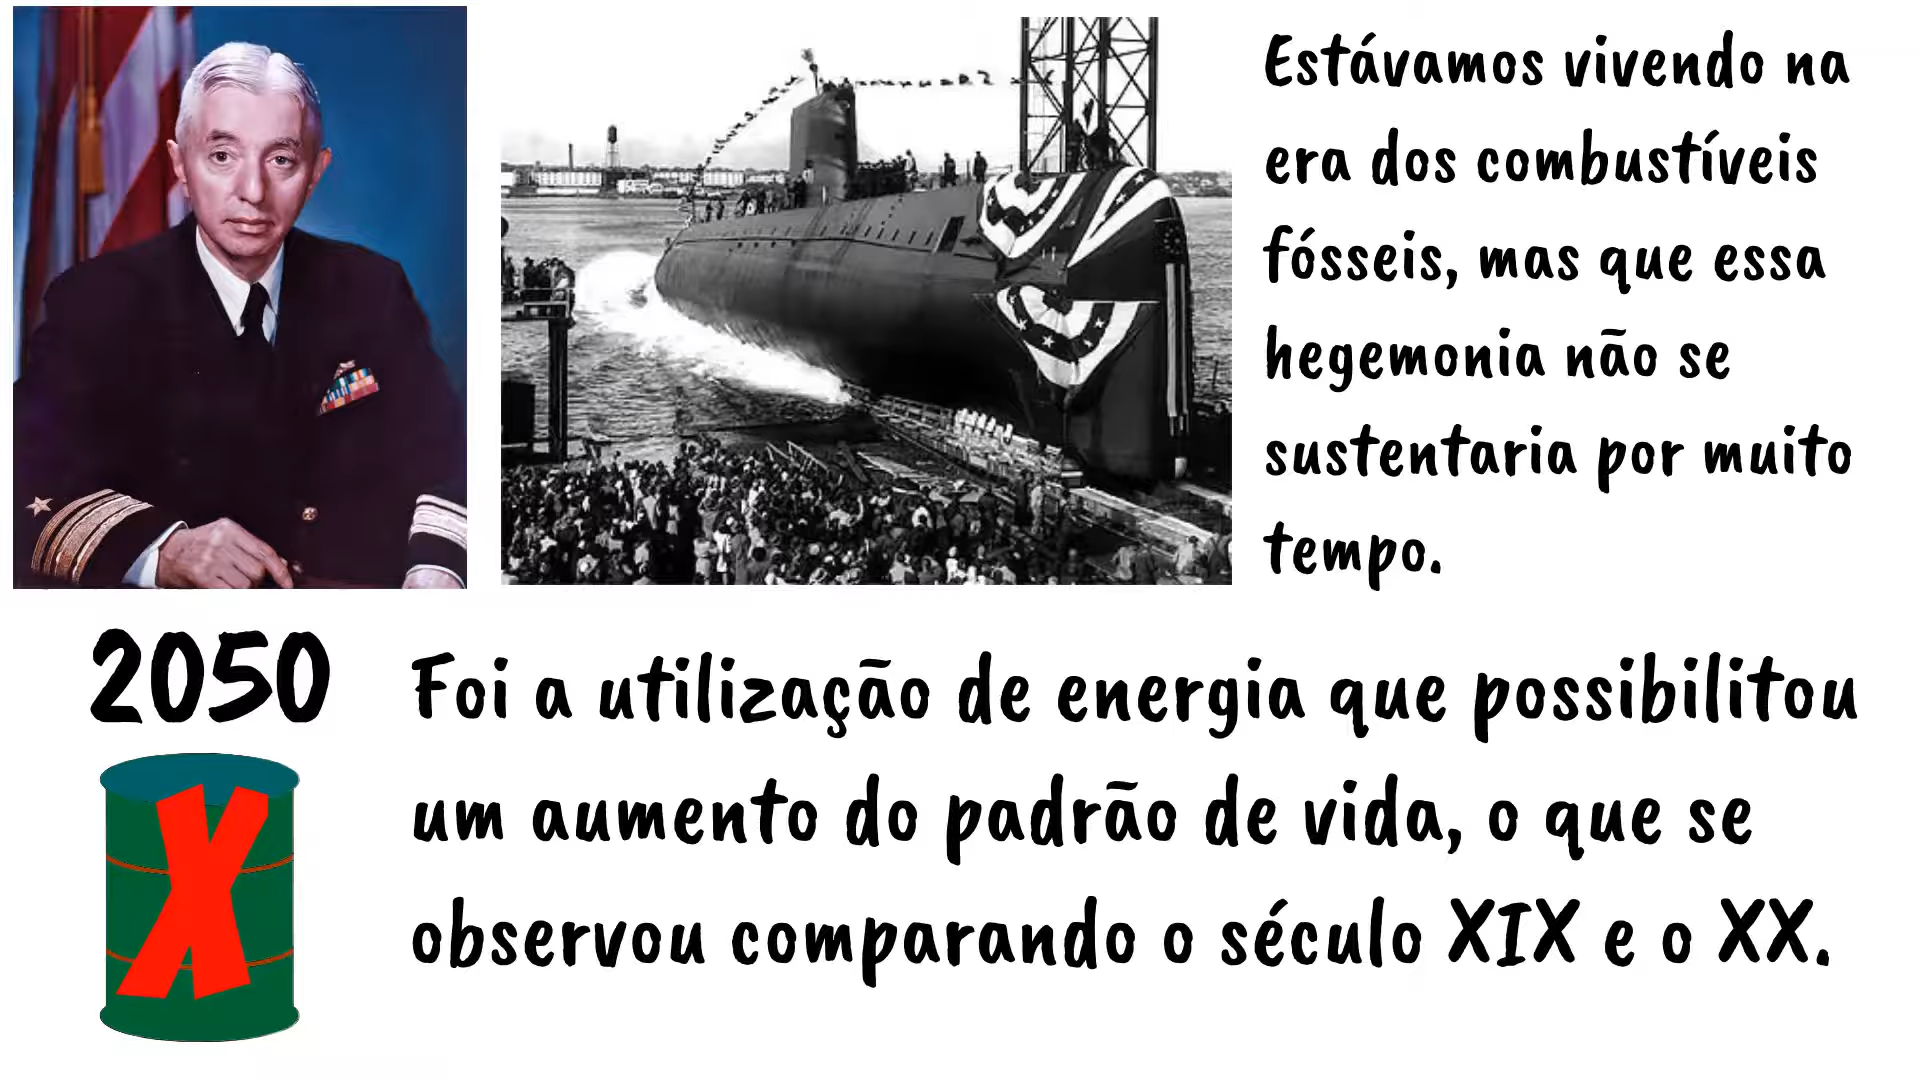 Estávamos vivendo na
era dos combustíveis
fósseis, mas que essa
hegemonia não se
sustentaria por muito
tempo.
2050
Foi a utilização de energia que possibilitou
um aumento do padrão de vida, o que se
observou comparando o século XIX e o XX.